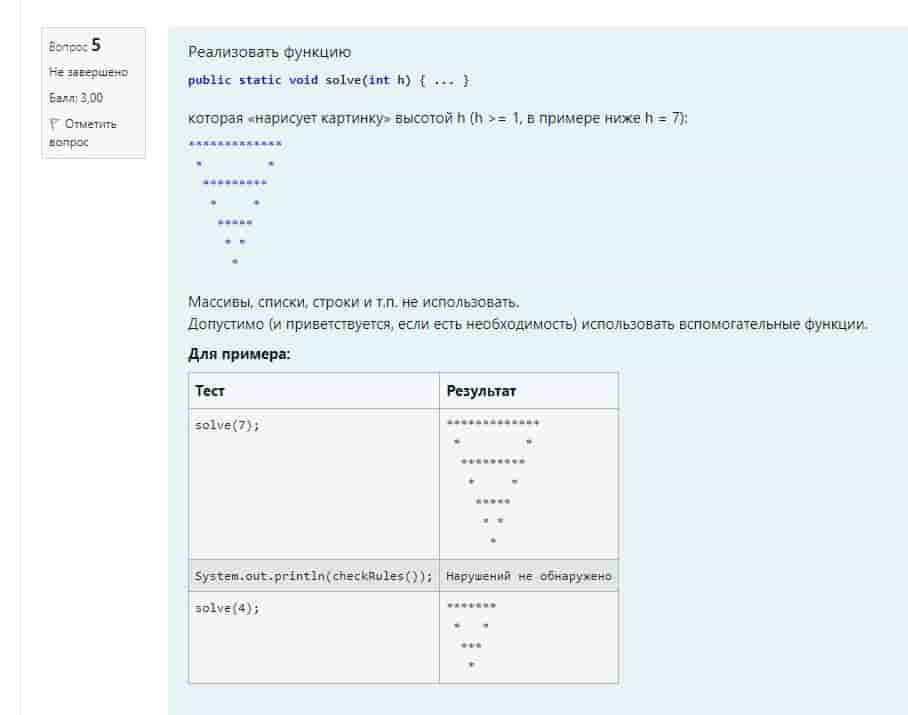 Вопрос 5
Не завершено
Балл: 3,00
Отметить
вопрос
Реализовать функцию
public static void solve(int h) { ... }
которая «нарисует картинку» высотой h (h >= 1, в примере ниже h = 7):
*************
 *         *
  *********
   *     *
    *****
     * *
      *
Массивы, списки, строки и т.п. не использовать.
Допустимо (и приветствуется, если есть необходимость) использовать вспомогательные функции.
Для примера:
Тест Результат
solve(7); *************
 *         *
  *********
   *     *
    *****
     * *
      *
System.out.println(checkRules()); Нарушений не обнаружено
solve(4); *******
 *   *
  ***
   *